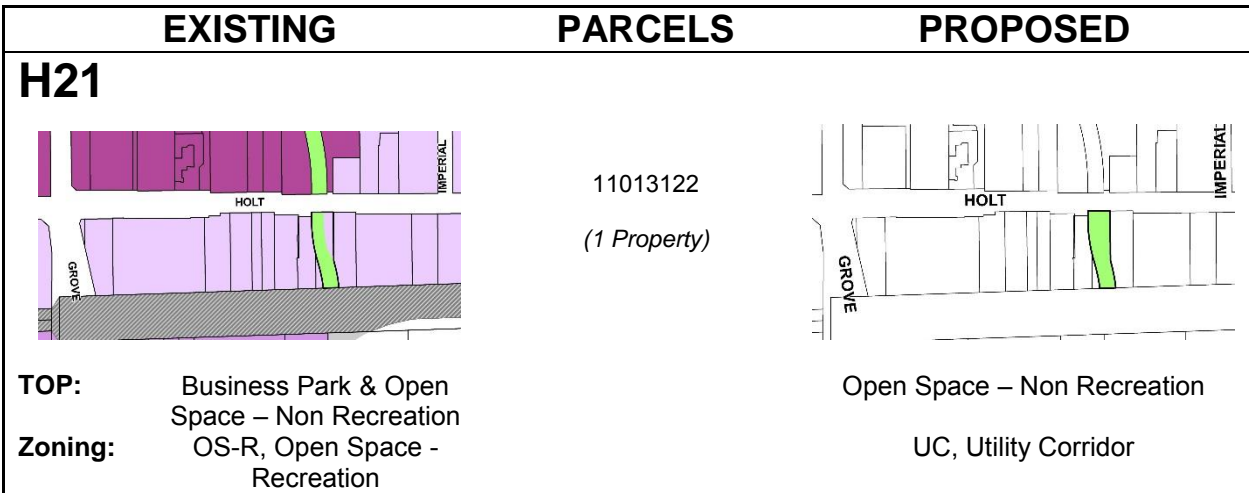 EXISTING PARCELS PROPOSED
H21
IMPERIAL
HOLT
GROVE
11013122
(1 Property)
IMPERIAL
HOLT
GROVE
TOP: Business Park & Open Space – Non Recreation
Open Space – Non Recreation
Zoning: OS-R, Open Space - Recreation
UC, Utility Corridor